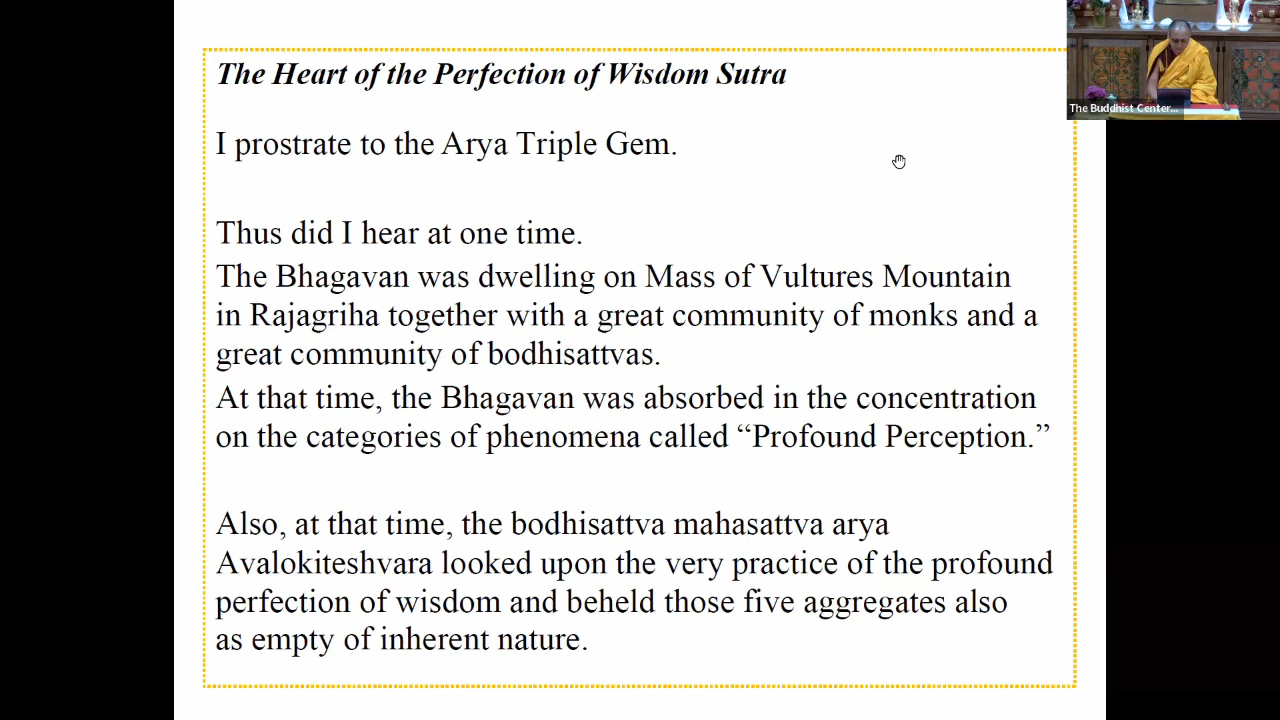 The Heart of the Perfection of Wisdom Sutra
I prostrate to the Arya Triple Gem.
Thus did I hear at one time.
The Bhagavan was dwelling on Mass of Vultures Mountain
in Rajagriha together with a great community of monks and a
great community of bodhisattvas.
At that time, the Bhagavan was absorbed in the concentration
on the categories of phenomena called “Profound Perception.”
Also, at that time, the bodhisattva mahasattva arya
Avalokiteshvara looked upon the very practice of the profound
perfection of wisdom and beheld those five aggregates also
as empty of inherent nature.
The Buddhist Center...